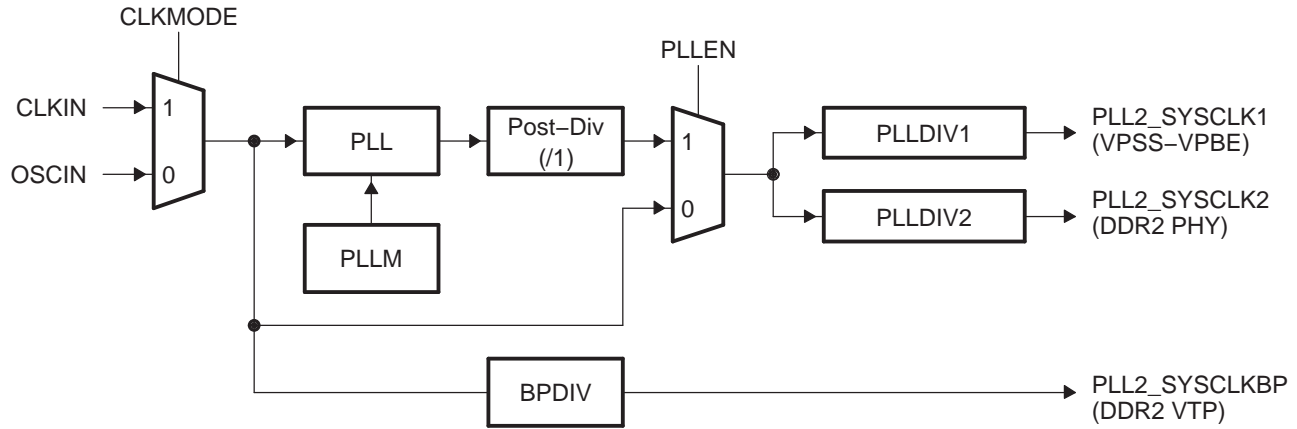 CLKMODE
PLLEN
CLKIN
1
OSCIN
0
PLL
Post–Div
(/1)
1
0
PLLM
PLLDIV1
PLL2_SYSCLK1
(VPSS–VPBE)
PLLDIV2
PLL2_SYSCLK2
(DDR2 PHY)
BPDIV
PLL2_SYSCLKBP
(DDR2 VTP)